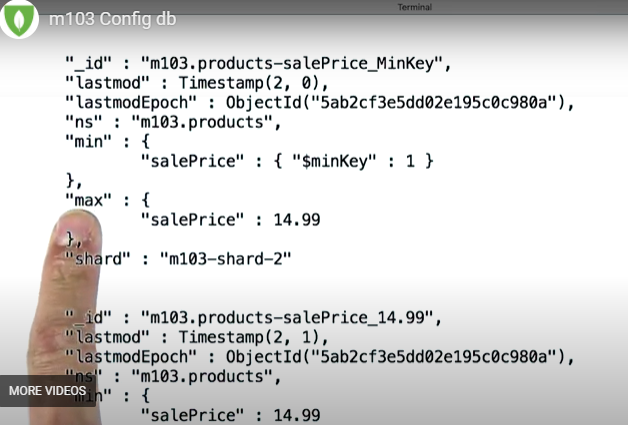 Terminal
m103 Config db
"_id" : "m103.products-salePrice_MinKey",
"lastmod" : Timestamp(2, 0),
"lastmodEpoch" : ObjectId("5ab2cf3e5dd02e195c0c980a"),
"ns" : "m103.products",
"min" : {
"salePrice" : { "$minKey" : 1 }
},
"max" : {
"salePrice" : 14.99
},
"shard" : "m103-shard-2"
"_id" : "m103.products-salePrice_14.99",
"lastmod" : Timestamp(2, 1),
"lastmodEpoch" : ObjectId("5ab2cf3e5dd02e195c0c980a"),
"ns" : "m103.products",
MORE VIDEOS
"min" : {
"salePrice" : 14.99